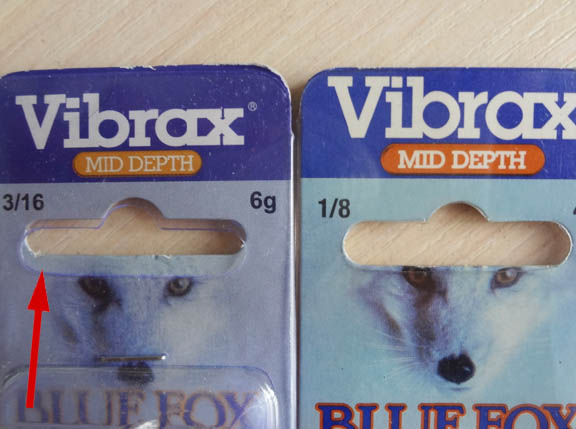 Vibrax®
MID DEPTH
3/16 6g
BLUE FOX
Vibrax
MID DEPTH
1/8
BLUE FOX